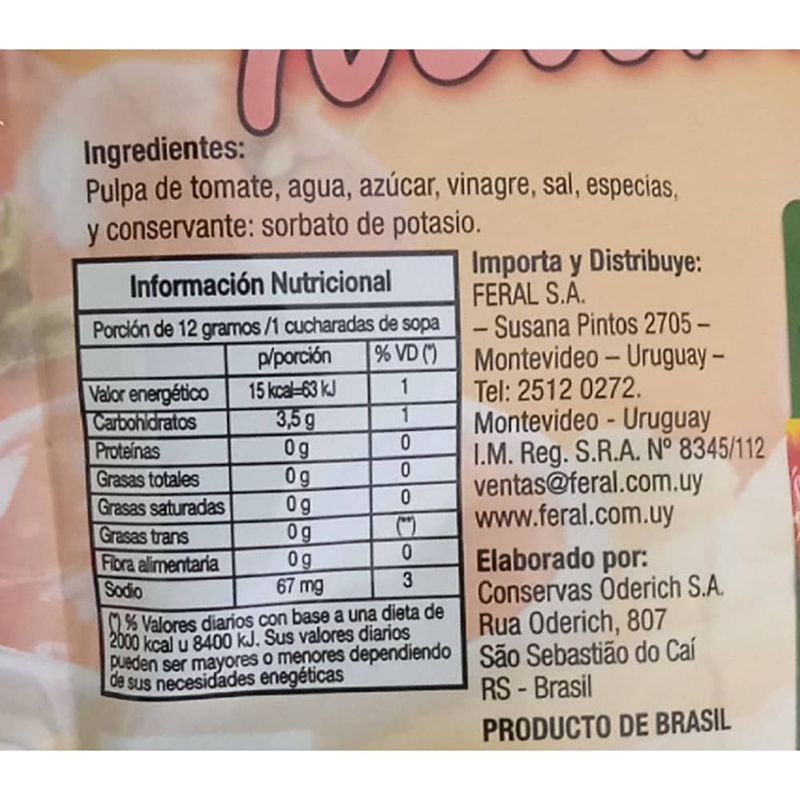 Ingredientes:
Pulpa de tomate, agua, azúcar, vinagre, sal, especias,
y conservante: sorbato de potasio.
Información Nutricional
Porción de 12 gramos /1 cucharadas de sopa
p/porción % VD (*)
Valor energético 15 kcal=63 kJ 1
Carbohidratos 3,5 g 1
Proteínas 0 g 0
Grasas totales 0 g 0
Grasas saturadas 0 g 0
Grasas trans 0 g (**)
Fibra alimentaria 0 g 0
Sodio 67 mg 3
(*) % Valores diarios con base a una dieta de
2000 kcal u 8400 kJ. Sus valores diarios
pueden ser mayores o menores dependiendo
de sus necesidades enegéticas
Importa y Distribuye:
FERAL S.A.
– Susana Pintos 2705 –
Montevideo – Uruguay –
Tel: 2512 0272.
Montevideo - Uruguay
I.M. Reg. S.R.A. Nº 8345/112
ventas@feral.com.uy
www.feral.com.uy
Elaborado por:
Conservas Oderich S.A.
Rua Oderich, 807
São Sebastião do Caí
RS - Brasil
PRODUCTO DE BRASIL